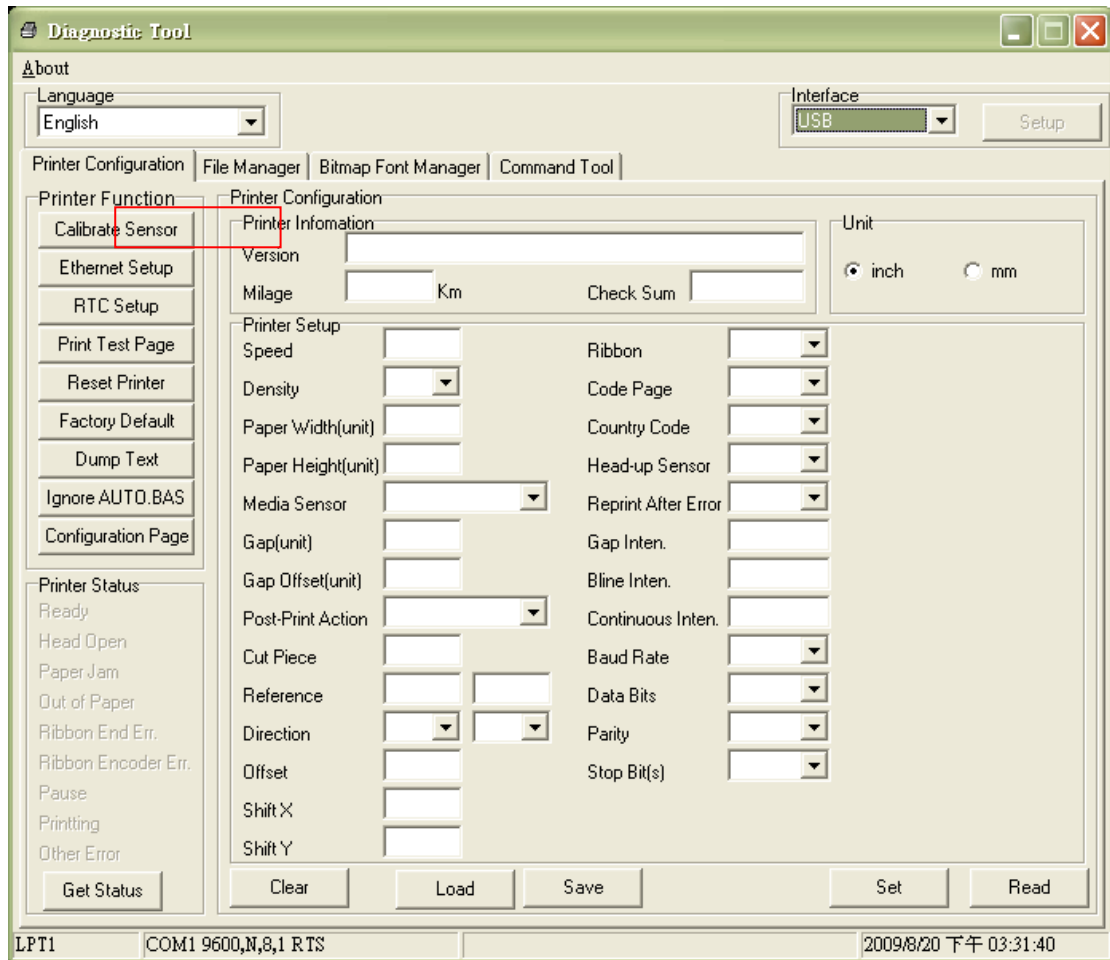 Diagnostic Tool
About
Language
English
Interface
USB
Setup
Printer Configuration
File Manager
Bitmap Font Manager
Command Tool
Printer Function
Calibrate Sensor
Ethernet Setup
RTC Setup
Print Test Page
Reset Printer
Factory Default
Dump Text
Ignore AUTO.BAS
Configuration Page
Printer Status
Ready
Head Open
Paper Jam
Out of Paper
Ribbon End Err.
Ribbon Encoder Err.
Pause
Printting
Other Error
Get Status
Printer Configuration
Printer Infomation
Version
Milage
Km
Check Sum
Unit
inch
mm
Printer Setup
Speed
Density
Paper Width(unit)
Paper Height(unit)
Media Sensor
Gap(unit)
Gap Offset(unit)
Post-Print Action
Cut Piece
Reference
Direction
Offset
Shift X
Shift Y
Ribbon
Code Page
Country Code
Head-up Sensor
Reprint After Error
Gap Inten.
Bline Inten.
Continuous Inten.
Baud Rate
Data Bits
Parity
Stop Bit(s)
Clear
Load
Save
Set
Read
LPT1
COM1 9600,N,8,1 RTS
2009/8/20 下午 03:31:40